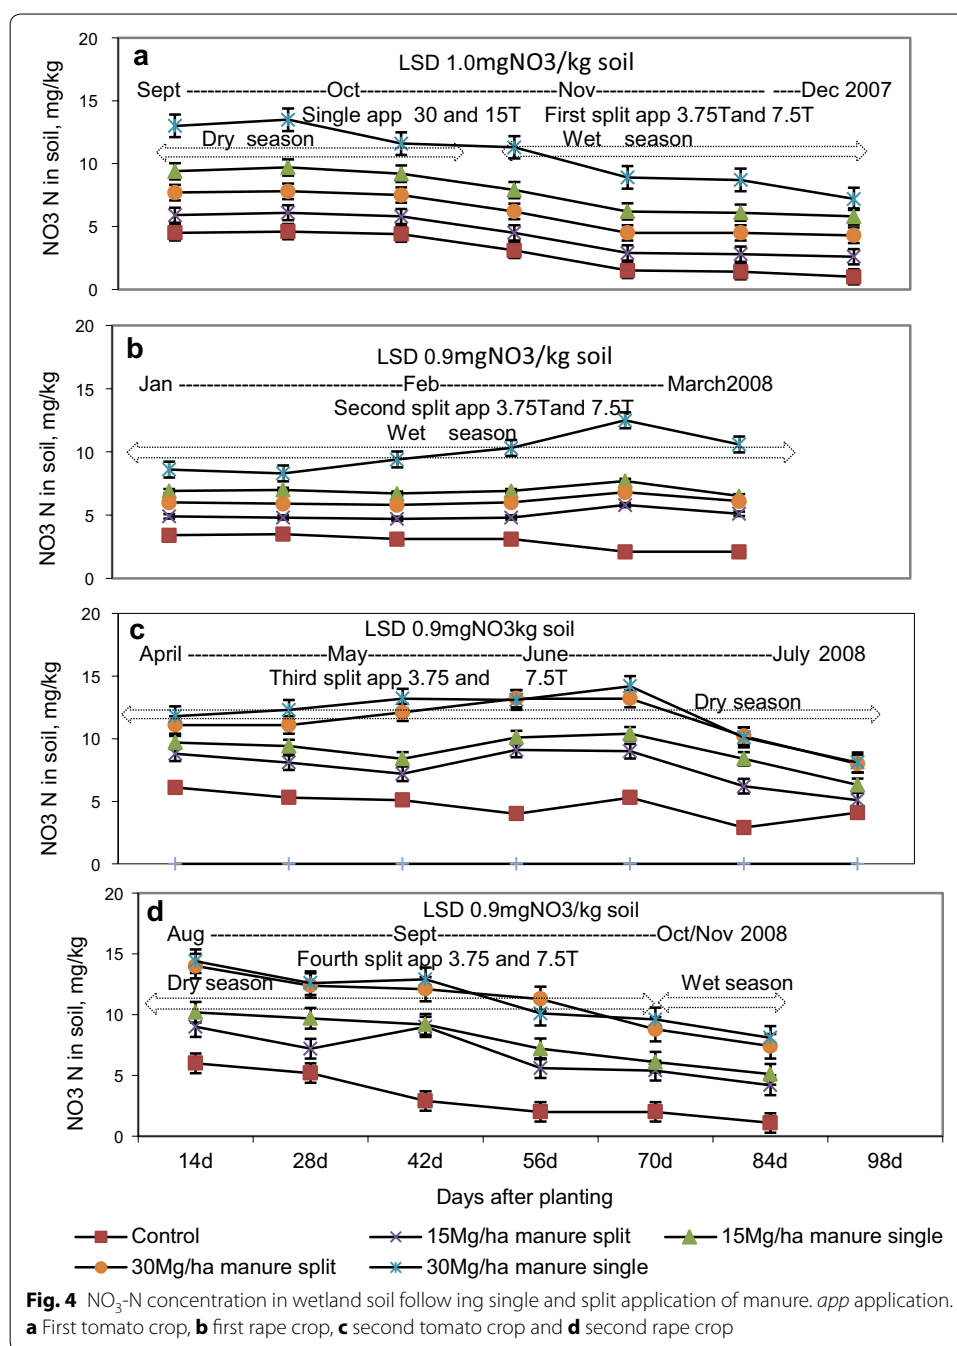 20
a
LSD 1.0mgNO3/kg soil
Sept ---------------------Oct---------------------------Nov------------------------ ----Dec 2007
15
Single app 30 and 15T First split app 3.75Tand 7.5T
Dry season Wet season
10
5
0
NO3 N in soil, mg/kg
20
b
LSD 0.9mgNO3/kg soil
Jan ---------------------------------Feb---------------------------------March2008
15
Second split app 3.75Tand 7.5T
Wet season
10
5
0
NO3 N in soil, mg/kg
20
c
LSD 0.9mgNO3kg soil
April ---------------------May-----------------------June------------------------------July 2008
15
Third split app 3.75 and 7.5T
Dry season
10
5
0
NO3 N in soil, mg/kg
20
d
LSD 0.9mgNO3/kg soil
Aug ---------------------------Sept---------------------------------Oct/Nov 2008
15
Fourth split app 3.75 and 7.5T
Dry season Wet season
10
5
0
NO3 N in soil, mg/kg
14d 28d 42d 56d 70d 84d 98d
Days after planting
Control 15Mg/ha manure split 15Mg/ha manure single
30Mg/ha manure split 30Mg/ha manure single
Fig. 4 NO₃-N concentration in wetland soil follow ing single and split application of manure. app application.
a First tomato crop, b first rape crop, c second tomato crop and d second rape crop